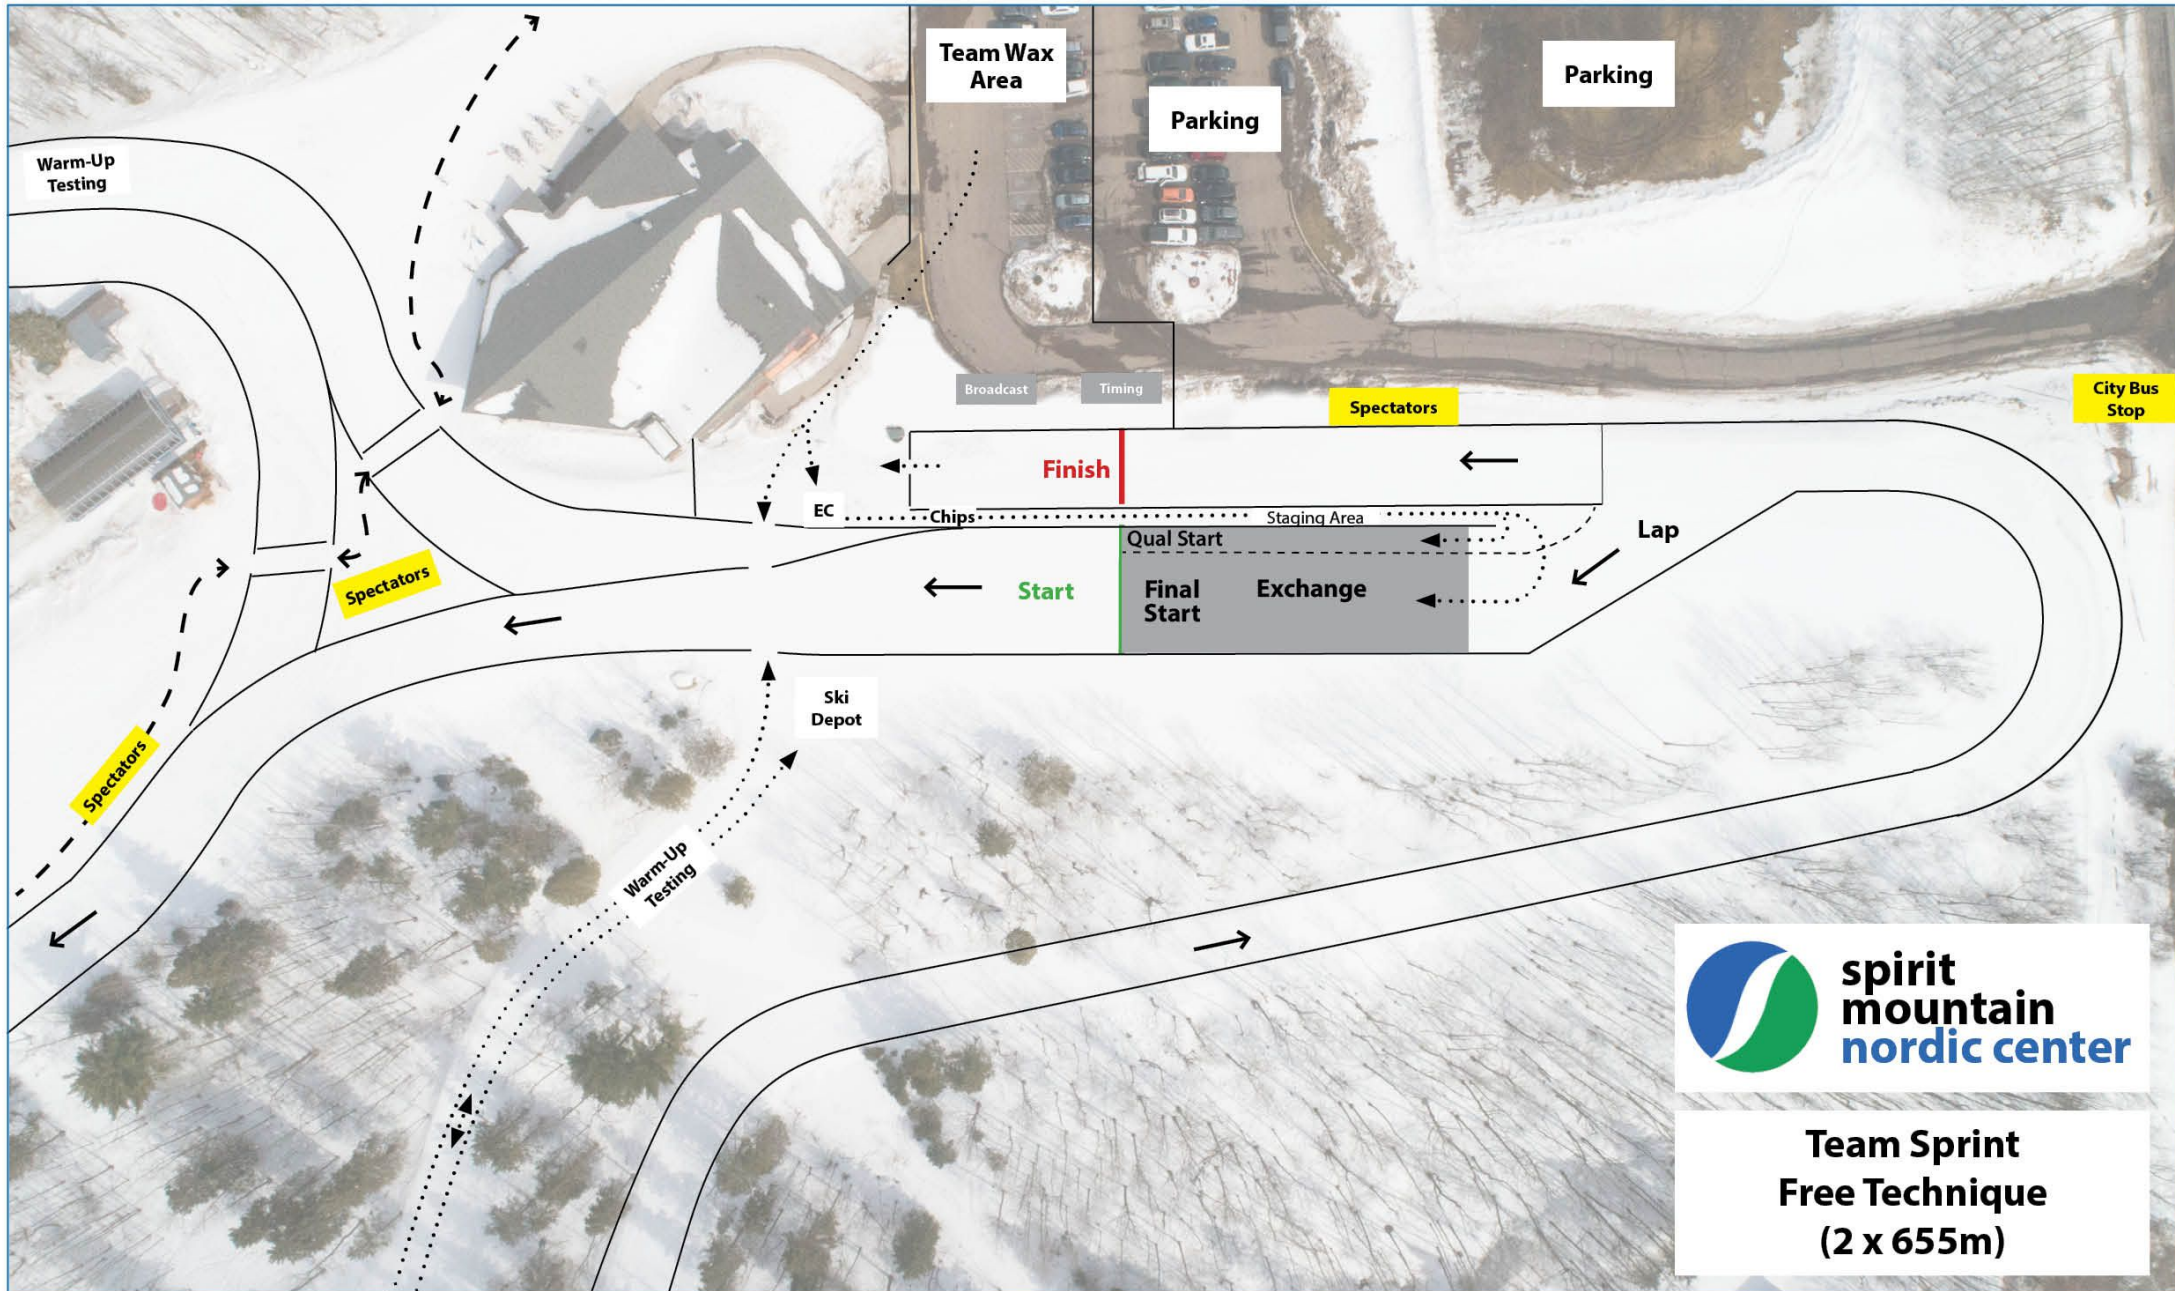 Team Wax
Area
Parking
Parking
Warm-Up
Testing
Broadcast
Timing
Spectators
City Bus
Stop
Finish
EC
Chips
Staging Area
Qual Start
Lap
Start
Final
Start
Exchange
Spectators
Ski
Depot
Spectators
Warm-Up
Testing
spirit
mountain
nordic center
Team Sprint
Free Technique
(2 x 655m)